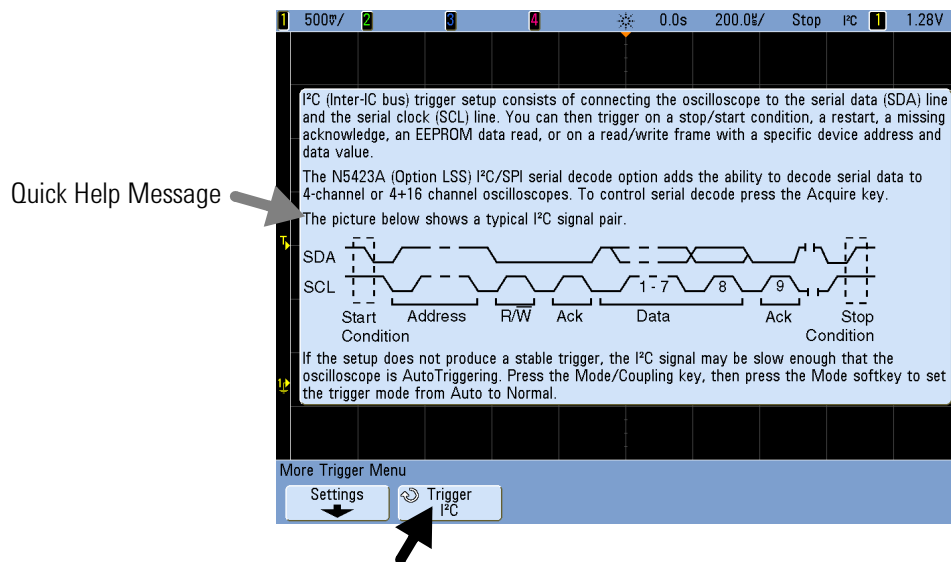 1 500▽/ 2 3 4 0.0s 200.0㎲/ Stop I²C 1 1.28V
I²C (Inter-IC bus) trigger setup consists of connecting the oscilloscope to the serial data (SDA) line
and the serial clock (SCL) line. You can then trigger on a stop/start condition, a restart, a missing
acknowledge, an EEPROM data read, or on a read/write frame with a specific device address and
data value.
The N5423A (Option LSS) I²C/SPI serial decode option adds the ability to decode serial data to
4-channel or 4+16 channel oscilloscopes. To control serial decode press the Acquire key.
Quick Help Message
The picture below shows a typical I²C signal pair.
T
SDA
SCL 1 - 7 8 9
Start Address R/W̅ Ack Data Ack Stop
Condition Condition
If the setup does not produce a stable trigger, the I²C signal may be slow enough that the
oscilloscope is AutoTriggering. Press the Mode/Coupling key, then press the Mode softkey to set
1
the trigger mode from Auto to Normal.
More Trigger Menu
Settings Trigger
I²C